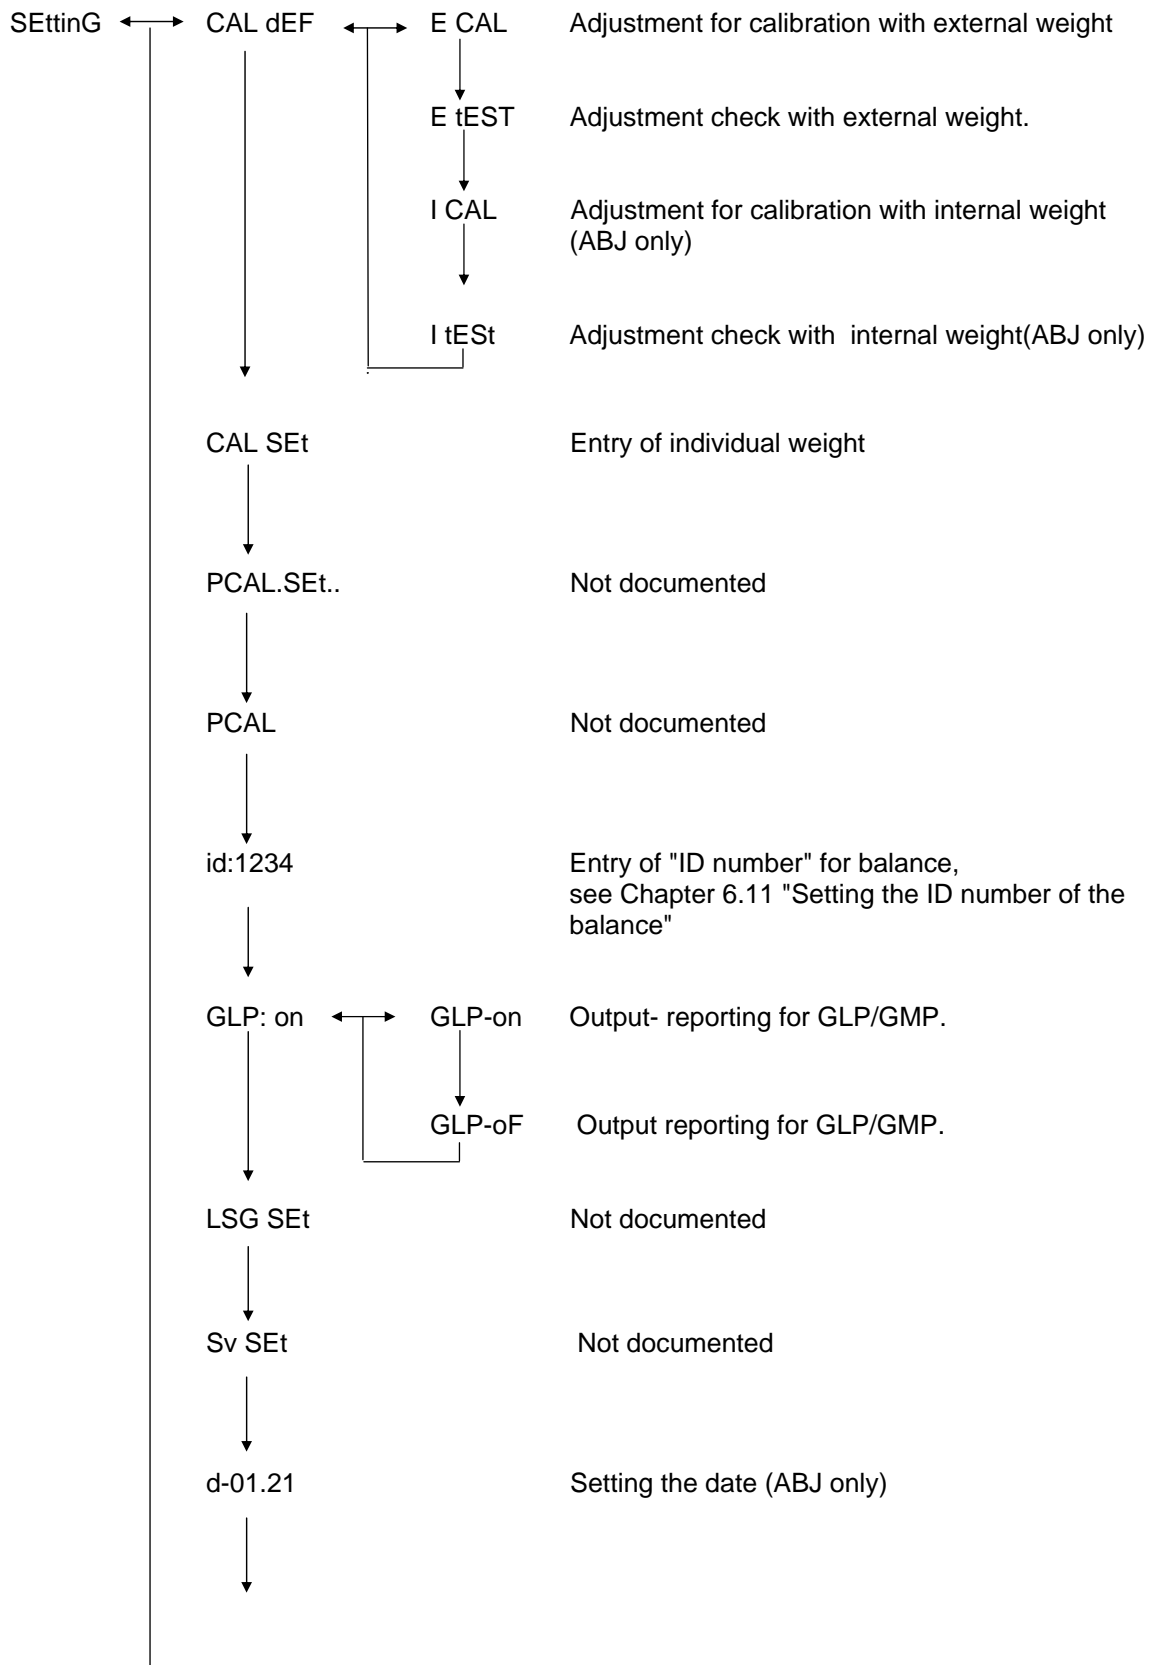 SEttinG CAL dEF E CAL Adjustment for calibration with external weight
E tEST Adjustment check with external weight.
I CAL Adjustment for calibration with internal weight
(ABJ only)
I tESt Adjustment check with internal weight(ABJ only)
CAL SEt Entry of individual weight
PCAL.SEt.. Not documented
PCAL Not documented
id:1234 Entry of "ID number" for balance,
see Chapter 6.11 "Setting the ID number of the
balance"
GLP: on GLP-on Output- reporting for GLP/GMP.
GLP-oF Output reporting for GLP/GMP.
LSG SEt Not documented
Sv SEt Not documented
d-01.21 Setting the date (ABJ only)